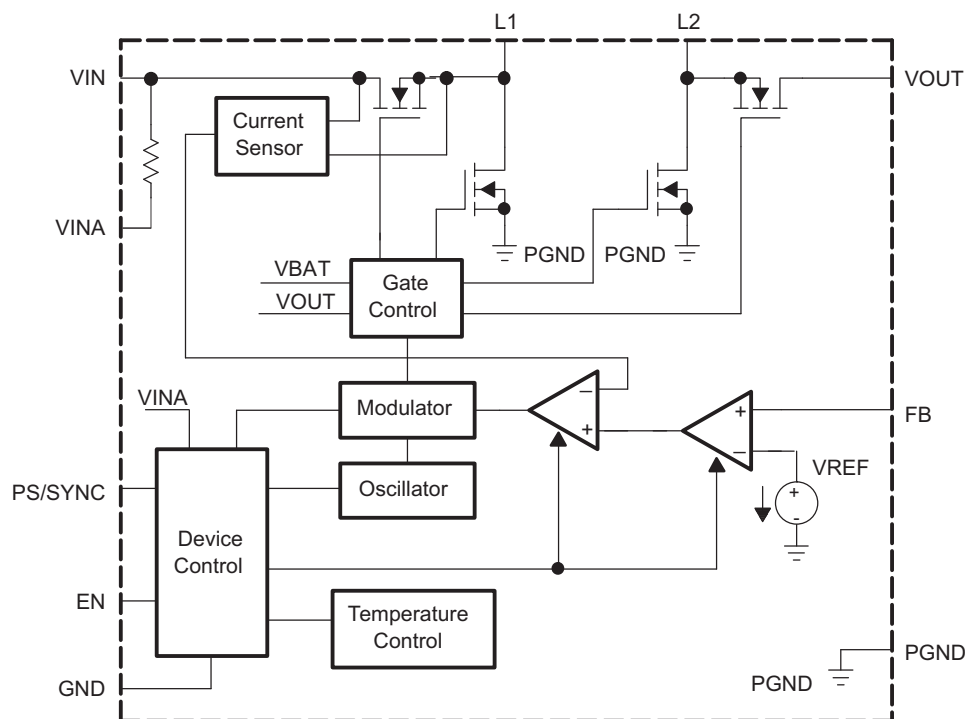 L1
L2
VIN
VOUT
Current
Sensor
VINA
PGND
PGND
VBAT
VOUT
Gate
Control
VINA
Modulator
−
+
+
−
FB
VREF
PS/SYNC
Oscillator
+
-
Device
Control
EN
Temperature
Control
GND
PGND
PGND